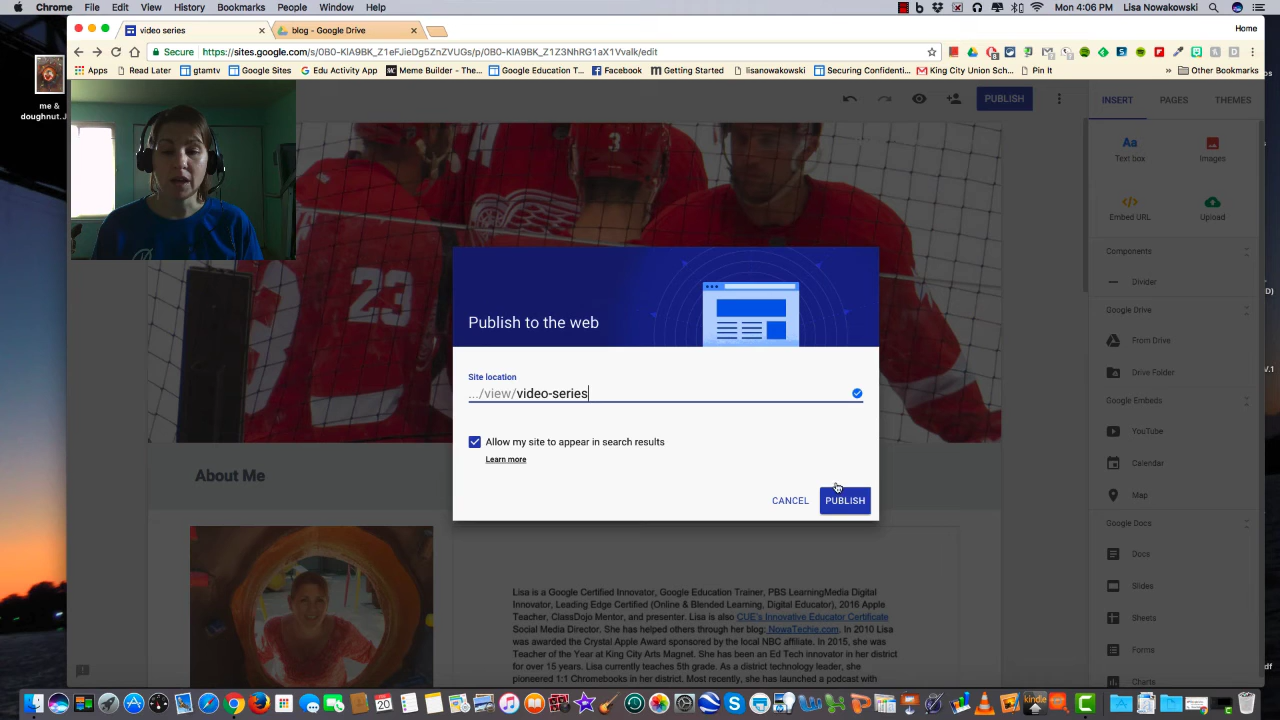 Chrome File Edit View History Bookmarks People Window Help
Mon 4:06 PM Lisa Nowakowski
video series
blog - Google Drive
Home
Secure https://sites.google.com/s/0B0-KlA9BK_Z1eFJieDg5ZnZVUGs/p/0B0-KlA9BK_Z1Z3NhRG1aX1Vvalk/edit
Apps Read Later gtamtv Google Sites Edu Activity App Meme Builder - The... Google Education T... Facebook Getting Started lisanowakowski Securing Confidenti... King City Union Sch... Pin It » Other Bookmarks
me &
doughnut.J
PUBLISH
INSERT PAGES THEMES
Aa
Text box
Images
Embed URL
Upload
Components
Divider
Google Drive
From Drive
Drive Folder
Google Embeds
YouTube
Calendar
Map
Google Docs
Docs
Slides
Sheets
Forms
Charts
3
23
Publish to the web
Site location
.../view/video-series
Allow my site to appear in search results
Learn more
CANCEL PUBLISH
About Me
Lisa is a Google Certified Innovator, Google Education Trainer, PBS LearningMedia Digital
Innovator, Leading Edge Certified (Online & Blended Learning, Digital Educator), 2016 Apple
Teacher, ClassDojo Mentor, and presenter. Lisa is also CUE's Innovative Educator Certificate
Social Media Director. She has helped others through her blog: NowaTechie.com. In 2010 Lisa
was awarded the Crystal Apple Award sponsored by the local NBC affiliate. In 2015, she was
Teacher of the Year at King City Arts Magnet. She has been an Ed Tech innovator in her district
for over 15 years. Lisa currently teaches 5th grade. As a district technology leader, she
pioneered 1:1 Chromebooks in her district. Most recently, she has launched a podcast with
20
kindle